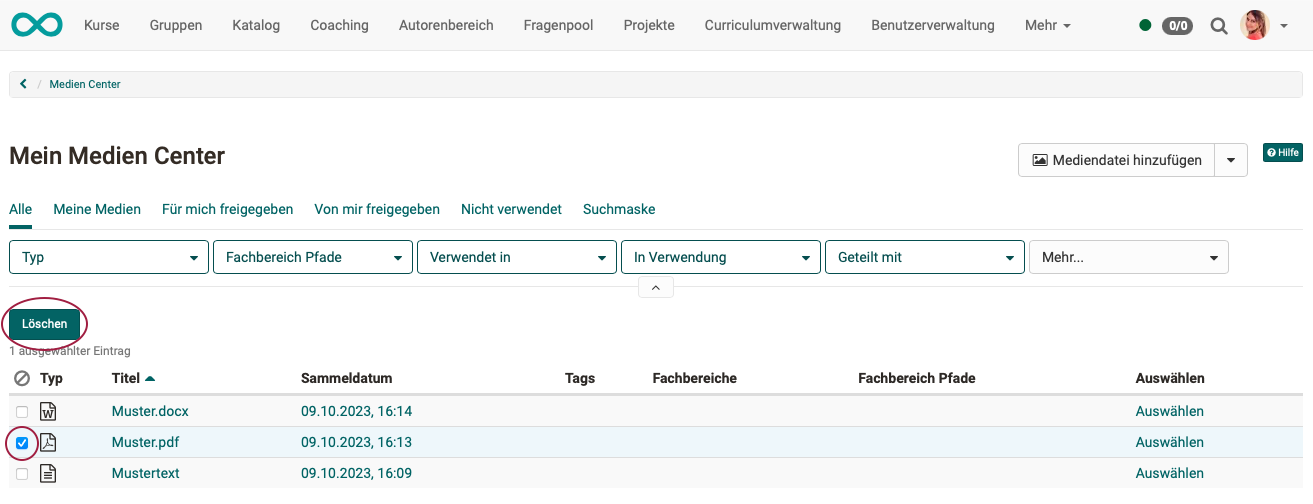 Kurse Gruppen Katalog Coaching Autorenbereich Fragenpool Projekte Curriculumverwaltung Benutzerverwaltung Mehr 0/0
/ Medien Center
Mein Medien Center
Mediendatei hinzufügen
Hilfe
Alle Meine Medien Für mich freigegeben Von mir freigegeben Nicht verwendet Suchmaske
Typ Fachbereich Pfade Verwendet in In Verwendung Geteilt mit Mehr...
Löschen
1 ausgewählter Eintrag
Typ Titel Sammeldatum Tags Fachbereiche Fachbereich Pfade Auswählen
Muster.docx 09.10.2023, 16:14 Auswählen
Muster.pdf 09.10.2023, 16:13 Auswählen
Mustertext 09.10.2023, 16:09 Auswählen